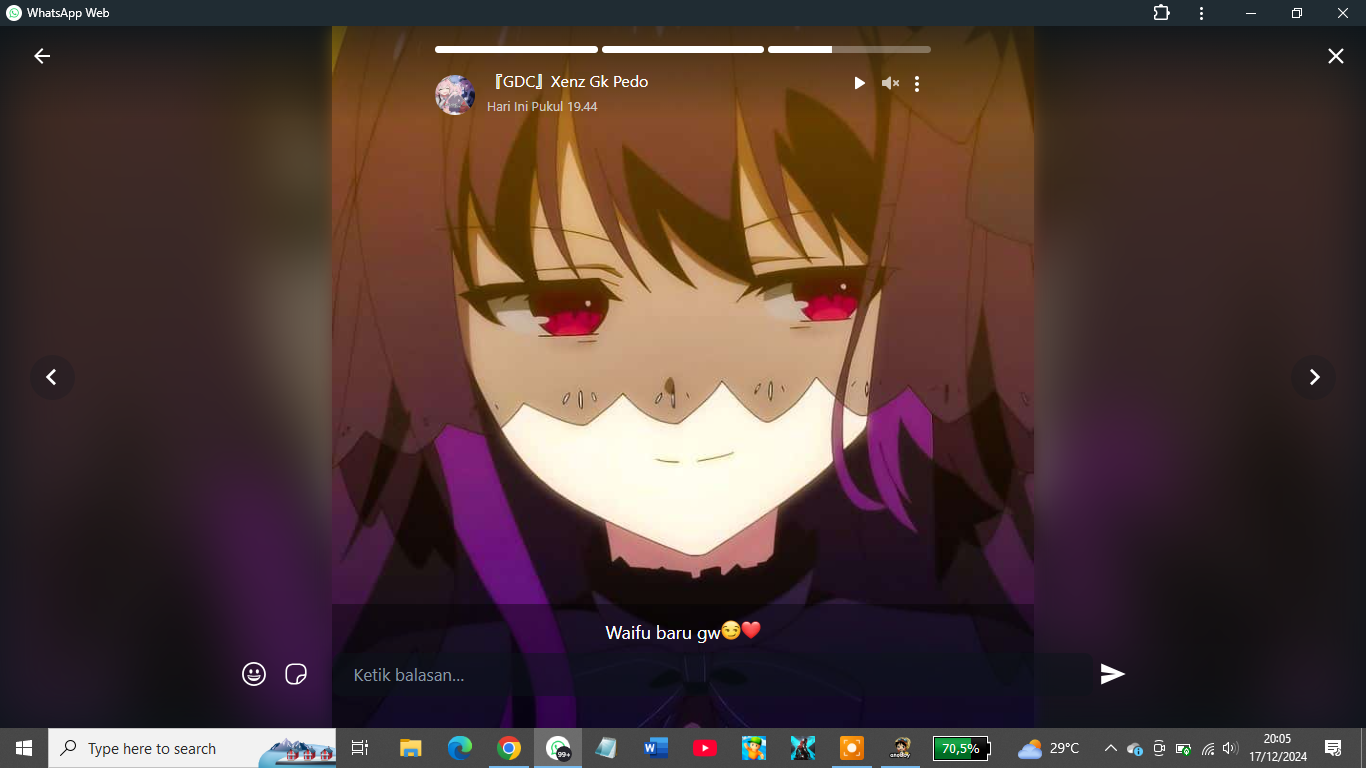 WhatsApp Web
『GDC』Xenz Gk Pedo
Hari Ini Pukul 19.44
Waifu baru gw😏❤️
Ketik balasan...
Type here to search
99+
70,5%
29°C
20:05
17/12/2024